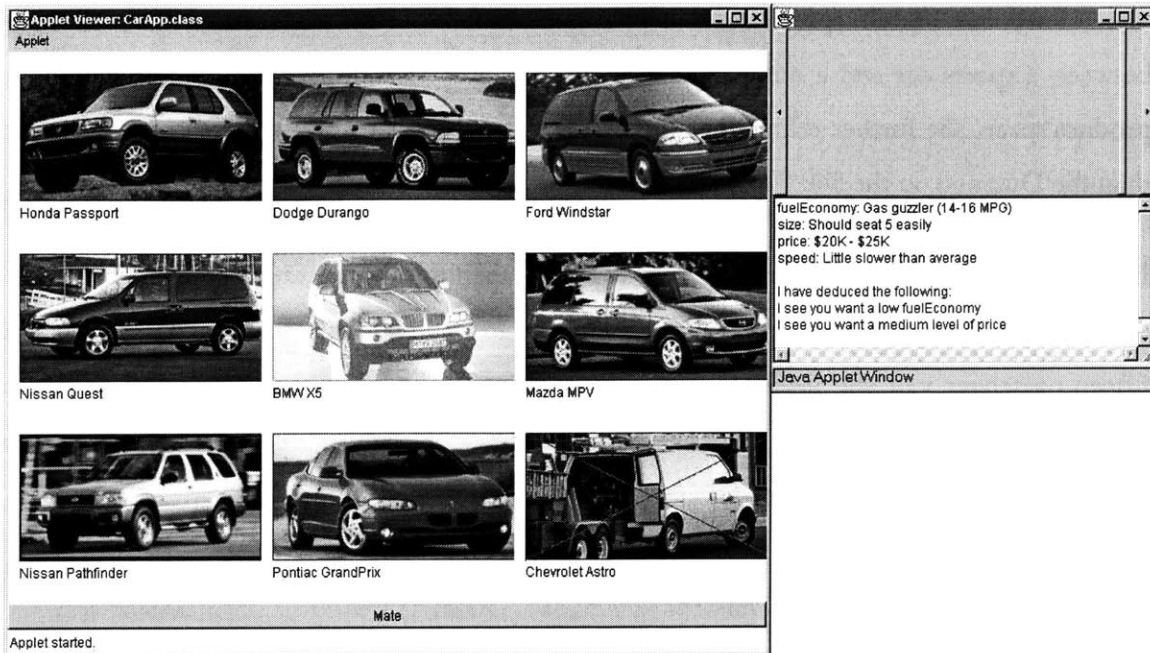 Applet Viewer: CarApp.class
Applet
Honda Passport
Dodge Durango
Ford Windstar
Nissan Quest
BMW X5
Mazda MPV
Nissan Pathfinder
Pontiac GrandPrix
Chevrolet Astro
Mate
Applet started.
fuelEconomy: Gas guzzler (14-16 MPG)
size: Should seat 5 easily
price: $20K - $25K
speed: Little slower than average
I have deduced the following:
I see you want a low fuelEconomy
I see you want a medium level of price
Java Applet Window